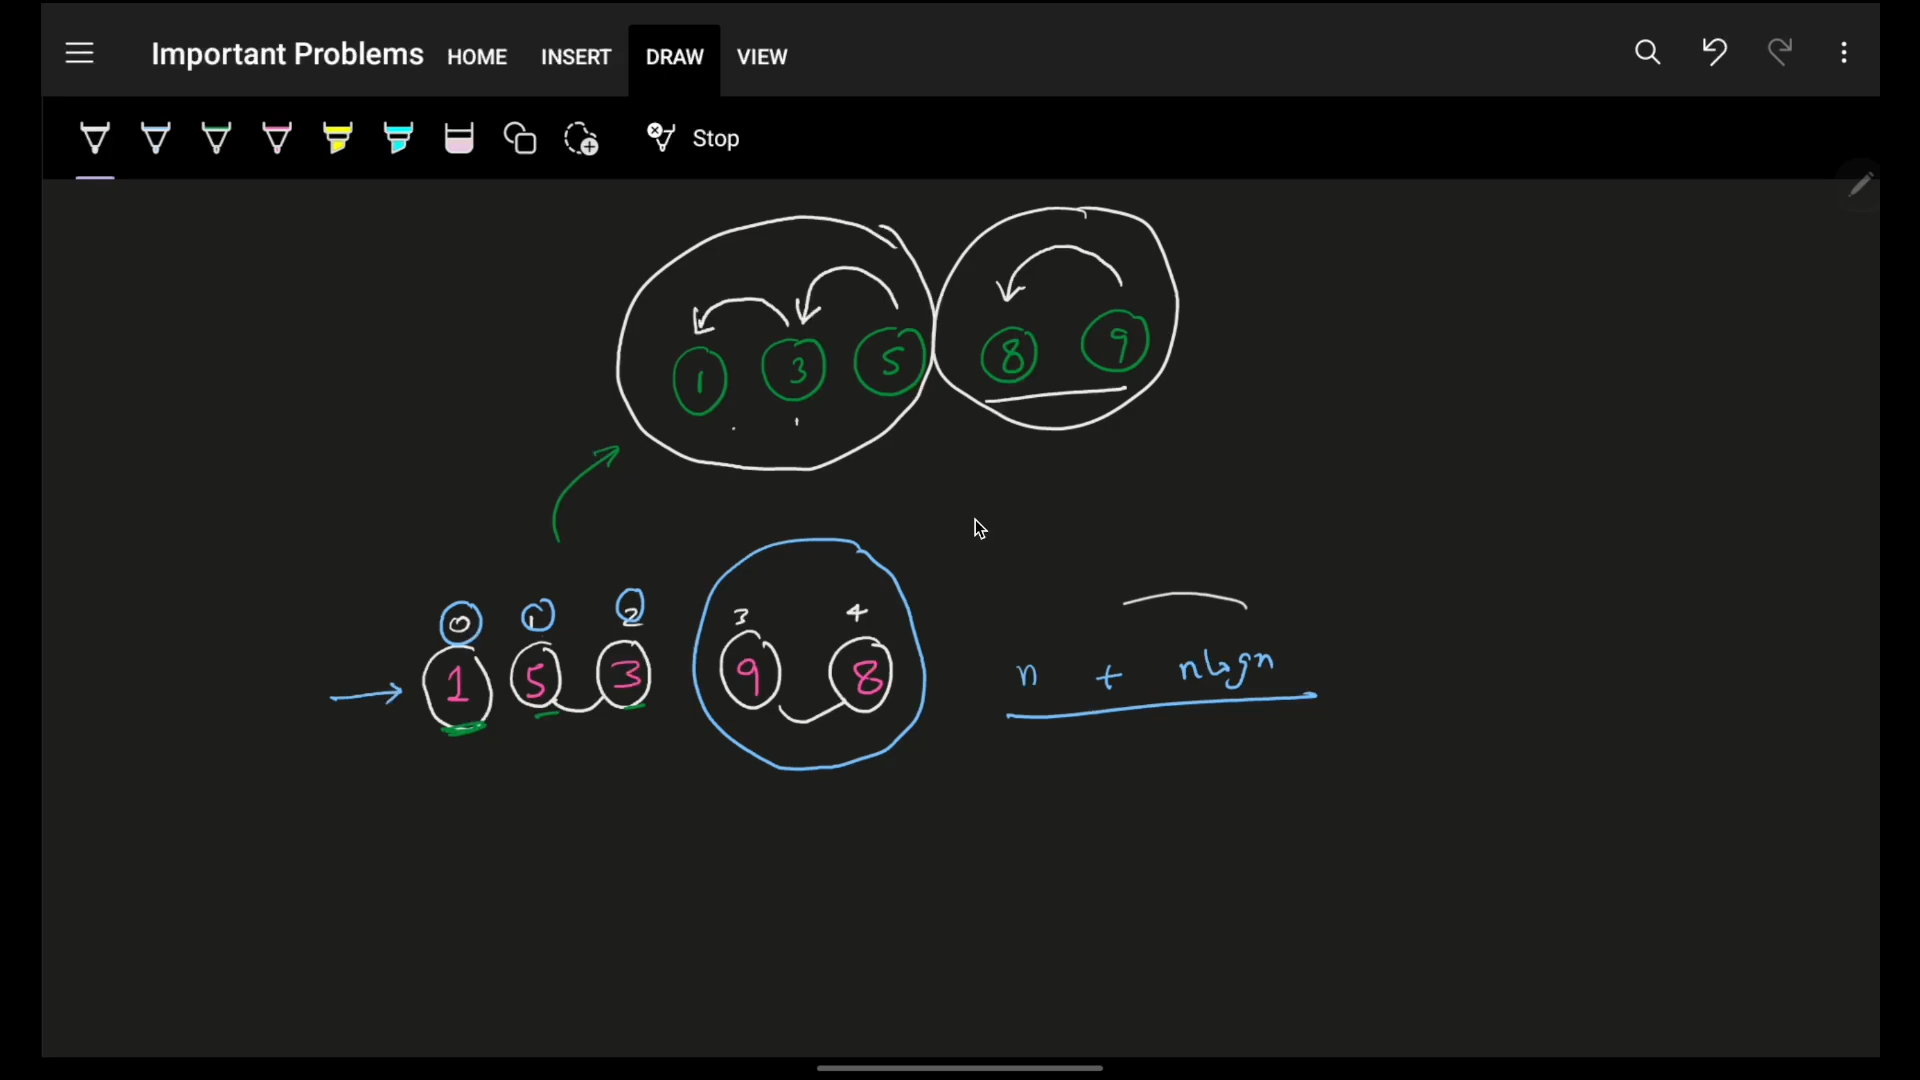 Important Problems HOME INSERT DRAW VIEW
Stop
1 3 5 8 9
0 1 2 3 4
1 5 3 9 8
n + nlogn